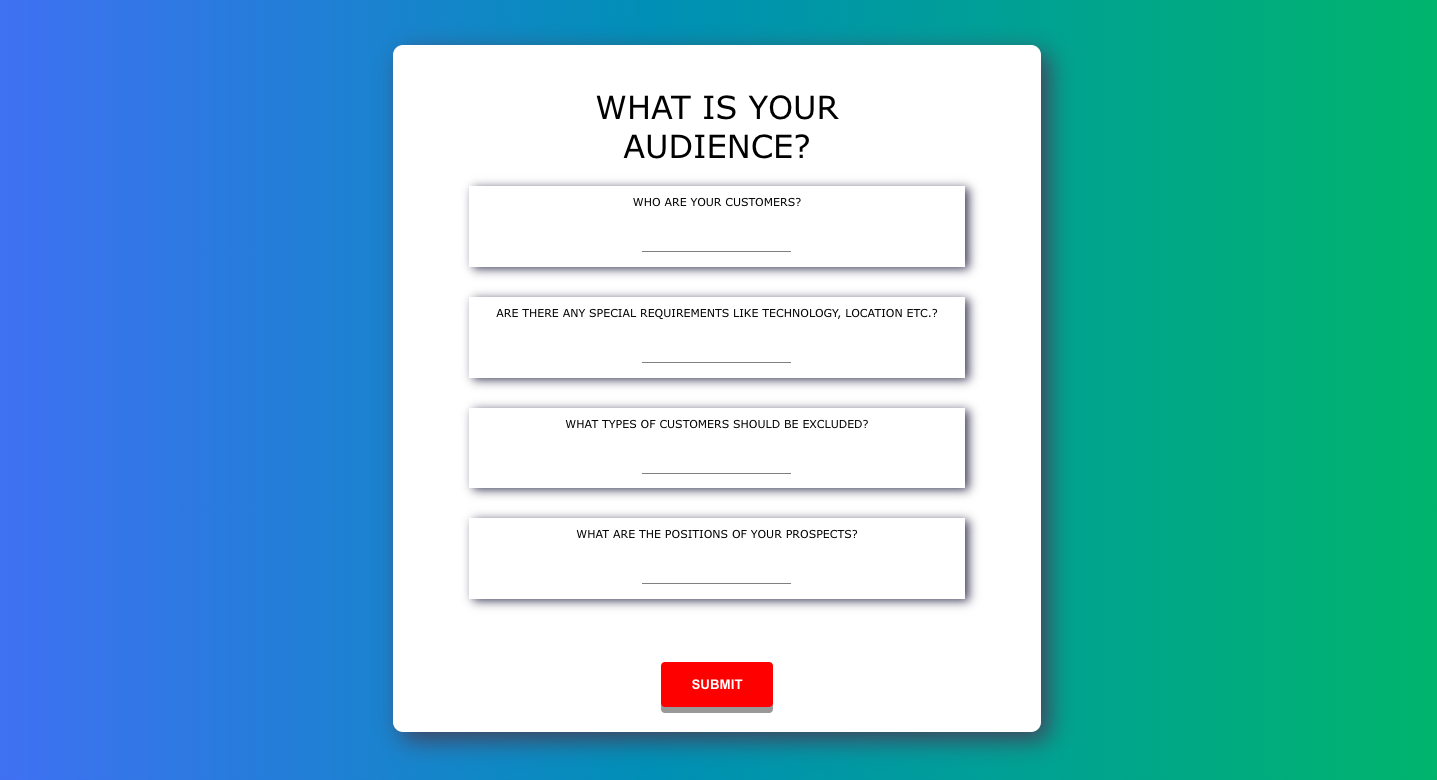 WHAT IS YOUR
AUDIENCE?
WHO ARE YOUR CUSTOMERS?
ARE THERE ANY SPECIAL REQUIREMENTS LIKE TECHNOLOGY, LOCATION ETC.?
WHAT TYPES OF CUSTOMERS SHOULD BE EXCLUDED?
WHAT ARE THE POSITIONS OF YOUR PROSPECTS?
SUBMIT